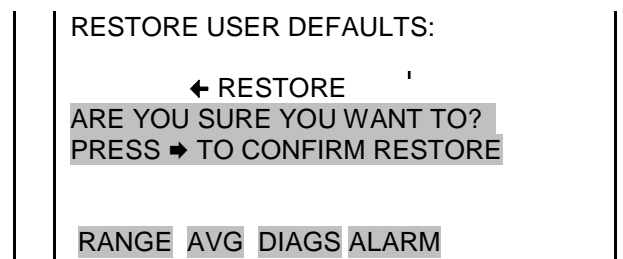 RESTORE USER DEFAULTS:
← RESTORE '
ARE YOU SURE YOU WANT TO?
PRESS → TO CONFIRM RESTORE
RANGE AVG DIAGS ALARM